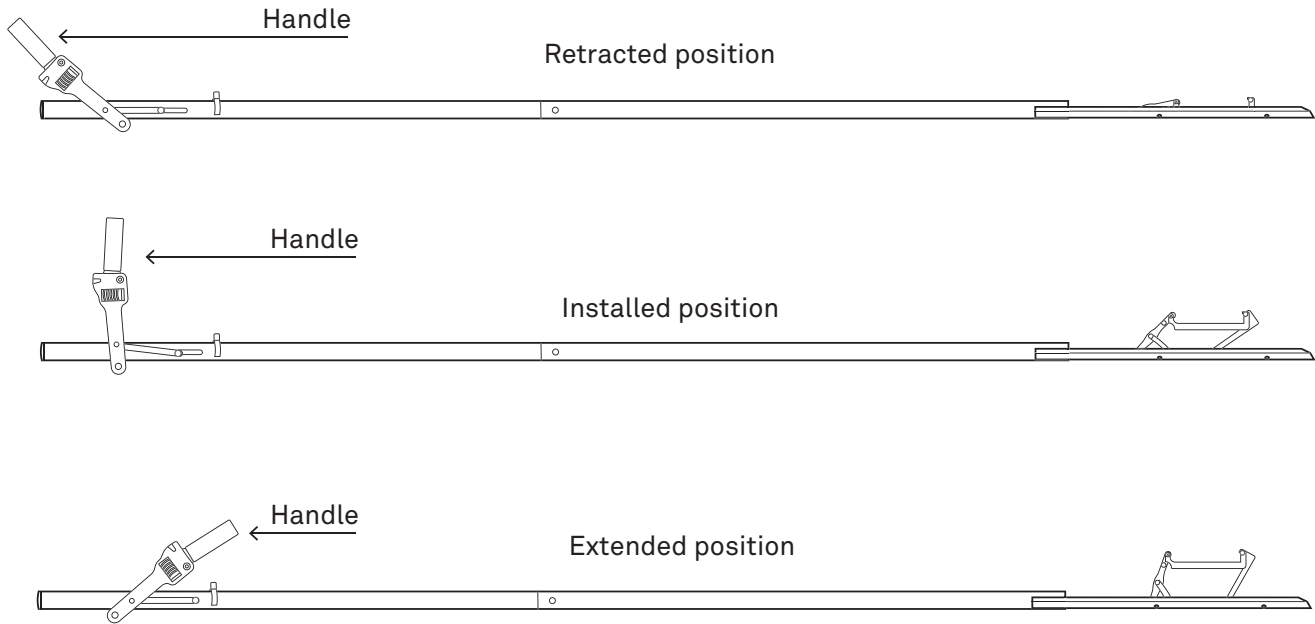 Handle
Retracted position
Handle
Installed position
Handle
Extended position